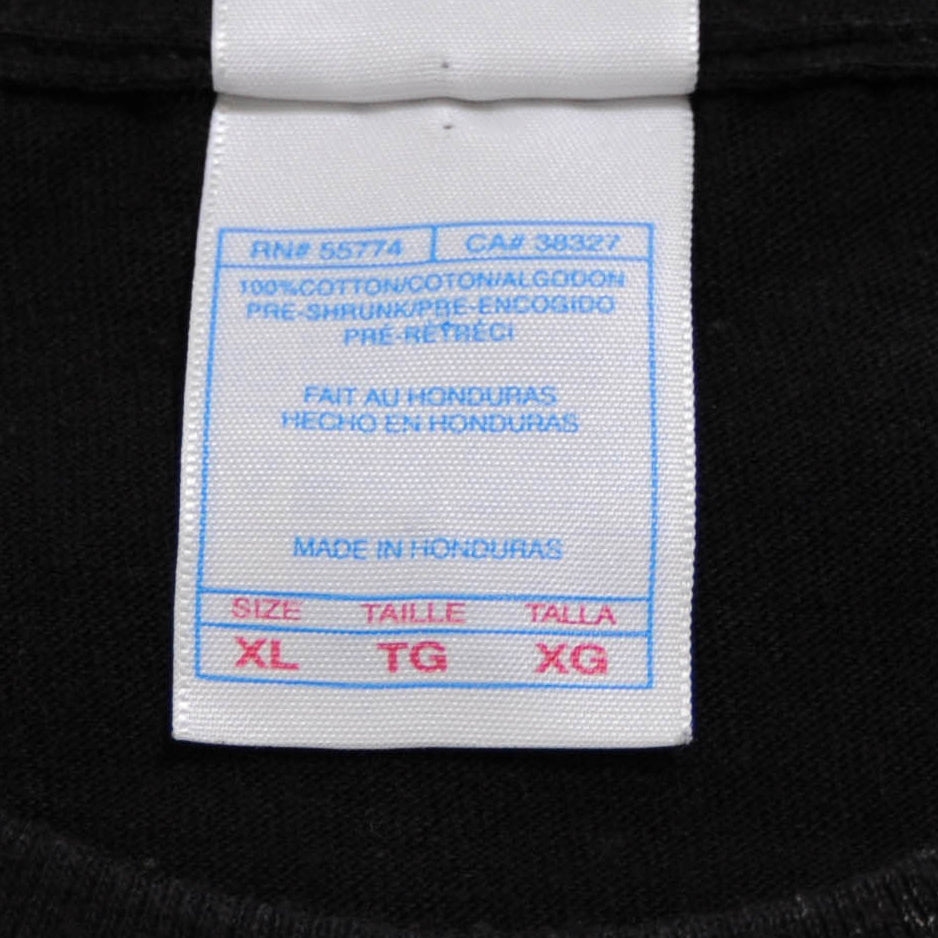 RN# 55774 CA# 38327
100%COTTON/COTON/ALGODON
PRE-SHRUNK/PRE-ENCOGIDO
PRÉ-RÉTRÉCI
FAIT AU HONDURAS
HECHO EN HONDURAS
MADE IN HONDURAS
SIZE TAILLE TALLA
XL TG XG